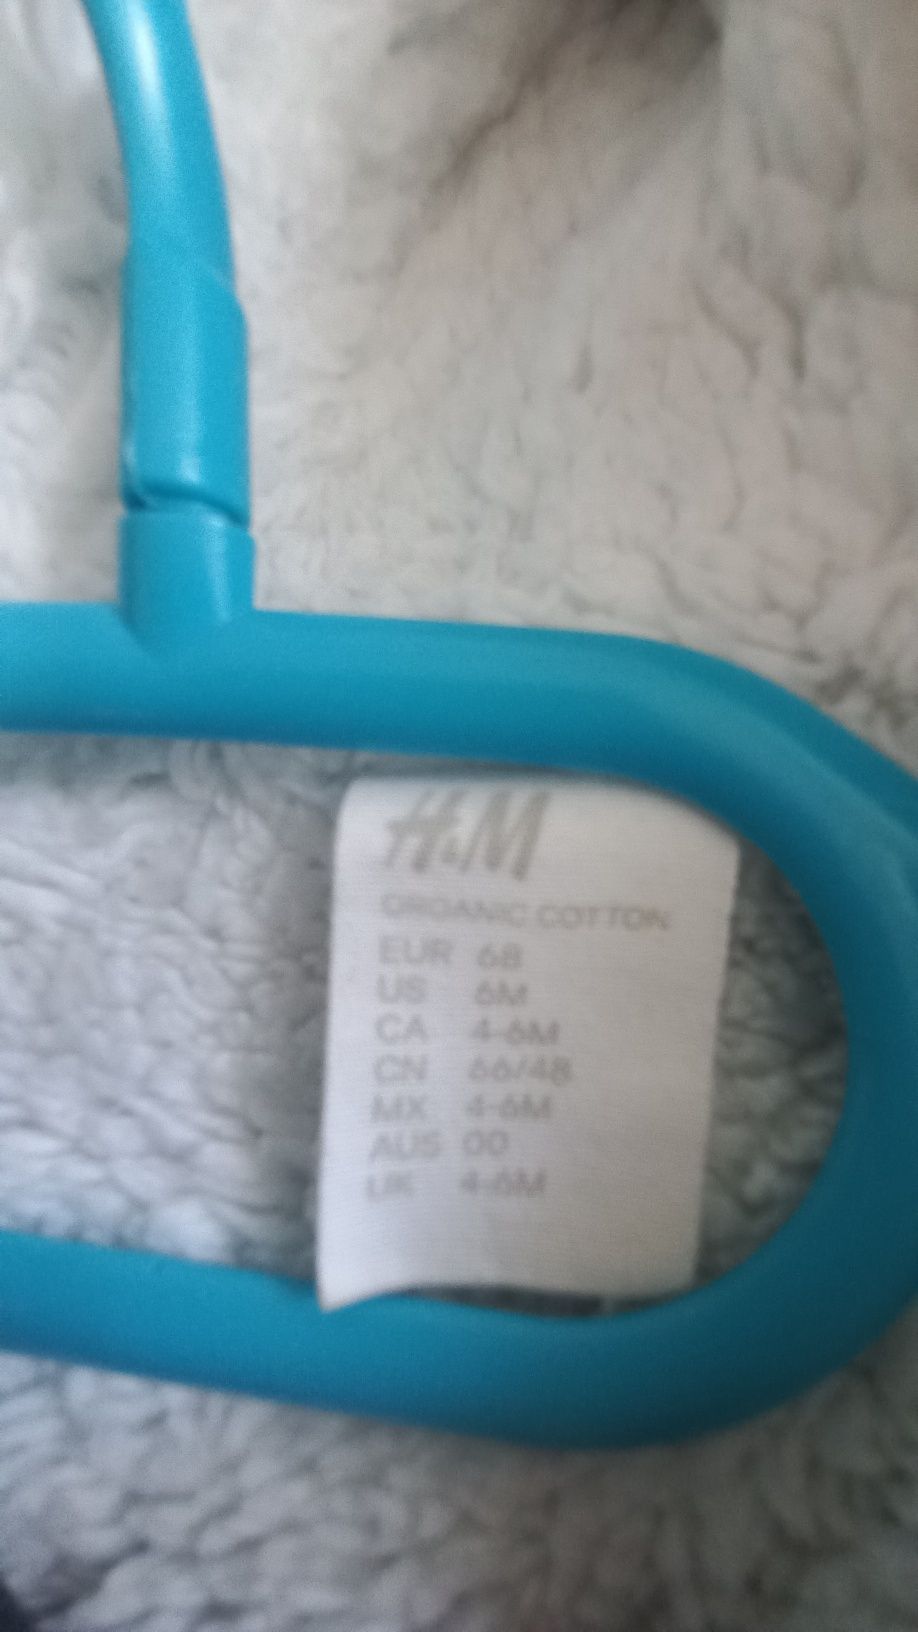 H&M
ORGANIC COTTON
EUR 68
US 6M
CA 4-6M
CN 66/48
MX 4-6M
AUS 00
UK 4-6M